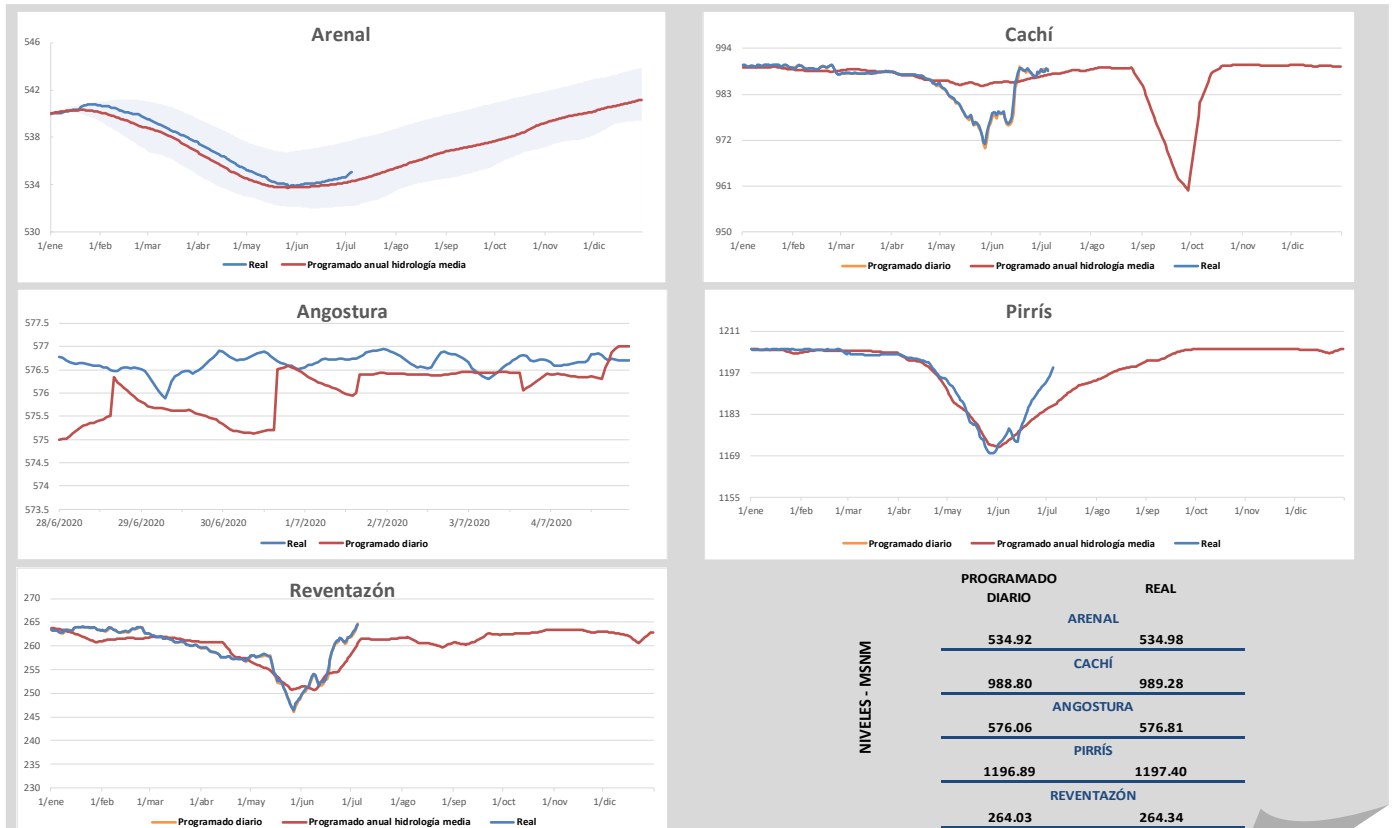 Arenal
546
542
538
534
530
1/ene 1/feb 1/mar 1/abr 1/may 1/jun 1/jul 1/ago 1/sep 1/oct 1/nov 1/dic
Real Programado anual hidrología media
Cachí
994
983
972
961
950
1/ene 1/feb 1/mar 1/abr 1/may 1/jun 1/jul 1/ago 1/sep 1/oct 1/nov 1/dic
Programado diario Programado anual hidrología media Real
Angostura
577.5
577
576.5
576
575.5
575
574.5
574
573.5
28/6/2020 29/6/2020 30/6/2020 1/7/2020 2/7/2020 3/7/2020 4/7/2020
Real Programado diario
Pirrís
1211
1197
1183
1169
1155
1/ene 1/feb 1/mar 1/abr 1/may 1/jun 1/jul 1/ago 1/sep 1/oct 1/nov 1/dic
Programado diario Programado anual hidrología media Real
Reventazón
270
265
260
255
250
245
240
235
230
1/ene 1/feb 1/mar 1/abr 1/may 1/jun 1/jul 1/ago 1/sep 1/oct 1/nov 1/dic
Programado diario Programado anual hidrología media Real
NIVELES - MSNM
PROGRAMADO
DIARIO
REAL
ARENAL
534.92 534.98
CACHÍ
988.80 989.28
ANGOSTURA
576.06 576.81
PIRRÍS
1196.89 1197.40
REVENTAZÓN
264.03 264.34